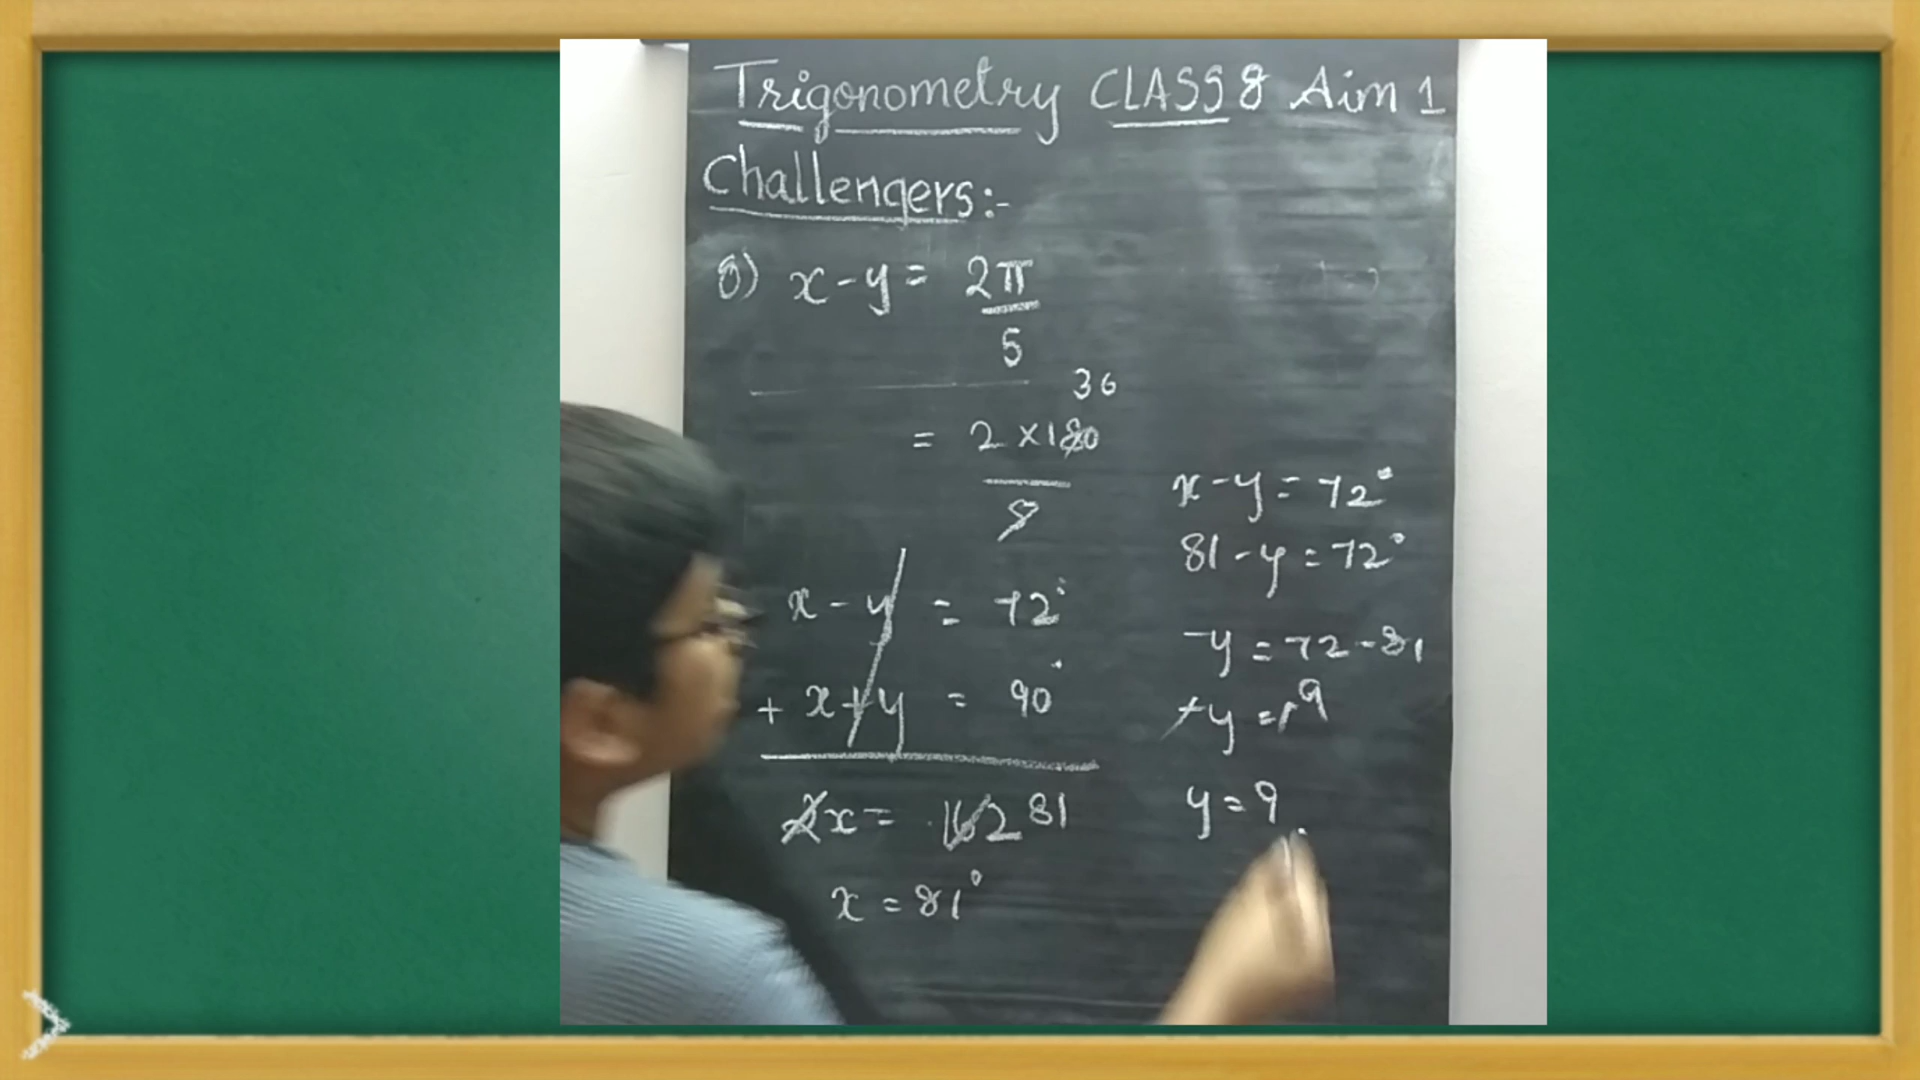 Trigonometry CLASS 8 Aim 1
Challengers:-
8) x - y = 2π
5
36
= 2 × 180
5
x - y = 72°
+ x + y = 90°
2x = 162 81
x = 81°
x - y = 72°
81 - y = 72°
-y = 72 - 81
-y = -9
y = 9